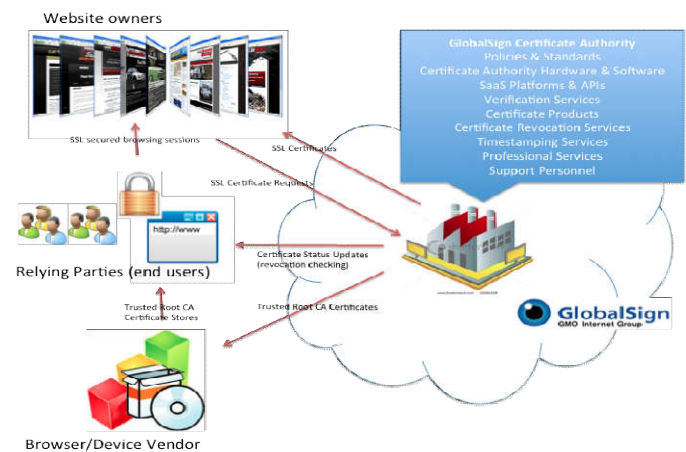 Website owners
GlobalSign Certificate Authority
Policies & Standards
Certificate Authority Hardware & Software
SaaS Platforms & APIs
Verification Services
Certificate Products
Certificate Revocation Services
Timestamping Services
Professional Services
Support Personnel
SSL secured browsing sessions
SSL Certificates
SSL Certificate Requests
http://www
Certificate Status Updates
(revocation checking)
Relying Parties (end users)
Trusted Root CA
Certificate Stores
Trusted Root CA Certificates
GlobalSign
GMO Internet Group
Browser/Device Vendor